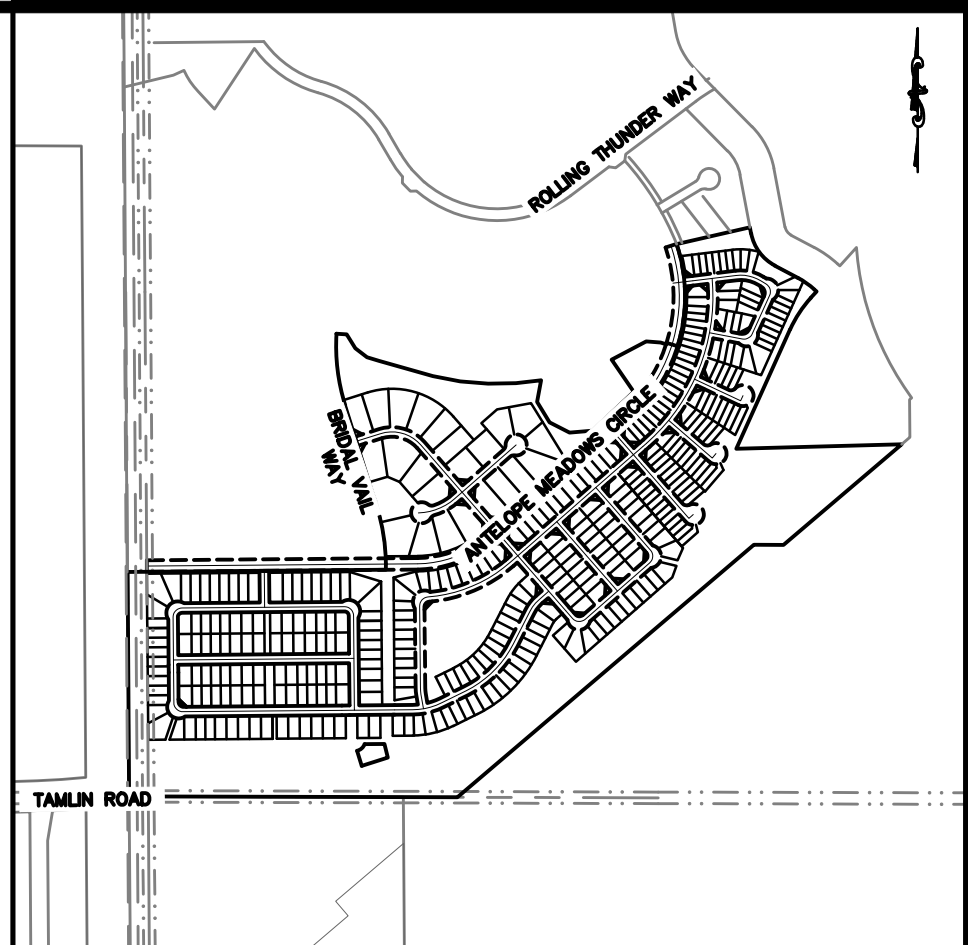 ROLLING THUNDER WAY
BRIDAL VAIL
WAY
ANTELOPE MEADOWS CIRCLE
TAMLIN ROAD